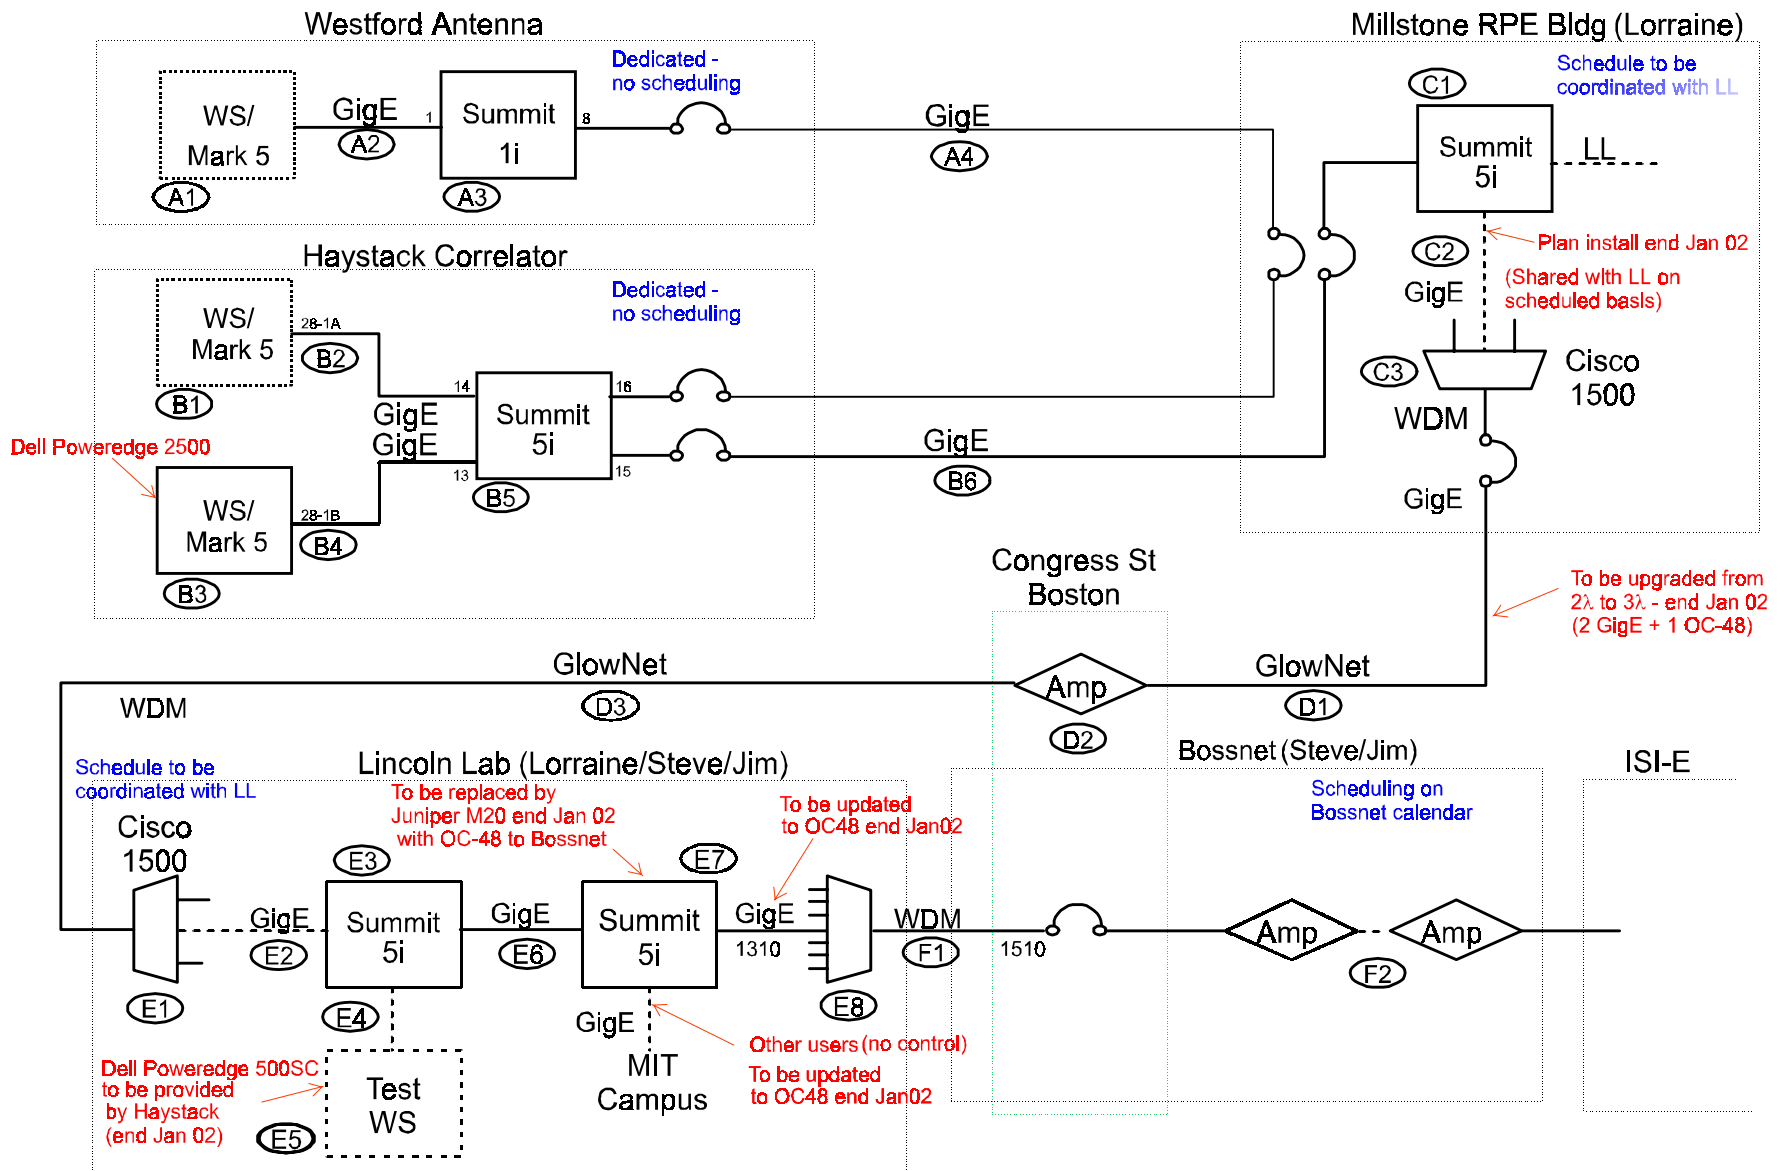 Westford Antenna
Dedicated -
no scheduling
WS/
Mark 5
A1
GigE
A2
1
Summit
1i
8
A3
GigE
A4
Millstone RPE Bldg (Lorraine)
Schedule to be
coordinated with LL
C1
Summit
5i
LL
C2
Plan install end Jan 02
GigE
(Shared with LL on
scheduled basis)
C3
Cisco
1500
WDM
GigE
Haystack Correlator
Dedicated -
no scheduling
WS/
Mark 5
28-1A
B2
B1
14
GigE
GigE
13
Summit
5i
16
15
B5
GigE
B6
Dell Poweredge 2500
WS/
Mark 5
28-1B
B4
B3
Congress St
Boston
To be upgraded from
2λ to 3λ - end Jan 02
(2 GigE + 1 OC-48)
GlowNet
D3
Amp
D2
GlowNet
D1
WDM
Schedule to be
coordinated with LL
Lincoln Lab (Lorraine/Steve/Jim)
To be replaced by
Juniper M20 end Jan 02
with OC-48 to Bossnet
To be updated
to OC48 end Jan02
Cisco
1500
E1
GigE
E2
E3
Summit
5i
E4
GigE
E6
E7
Summit
5i
GigE
1310
E8
WDM
F1
1510
Bossnet (Steve/Jim)
Scheduling on
Bossnet calendar
Amp
Amp
F2
ISI-E
Dell Poweredge 500SC
to be provided
by Haystack
(end Jan 02)
E5
Test
WS
GigE
MIT
Campus
Other users (no control)
To be updated
to OC48 end Jan02